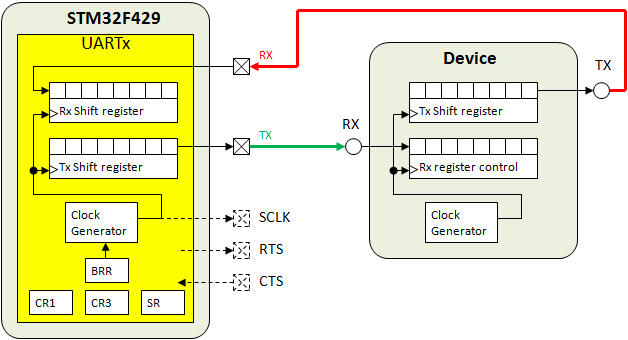 STM32F429
UARTx
RX
Rx Shift register
TX
Tx Shift register
Clock
Generator
SCLK
RTS
BRR
CTS
CR1
CR3
SR
Device
TX
Tx Shift register
RX
Rx register control
Clock
Generator